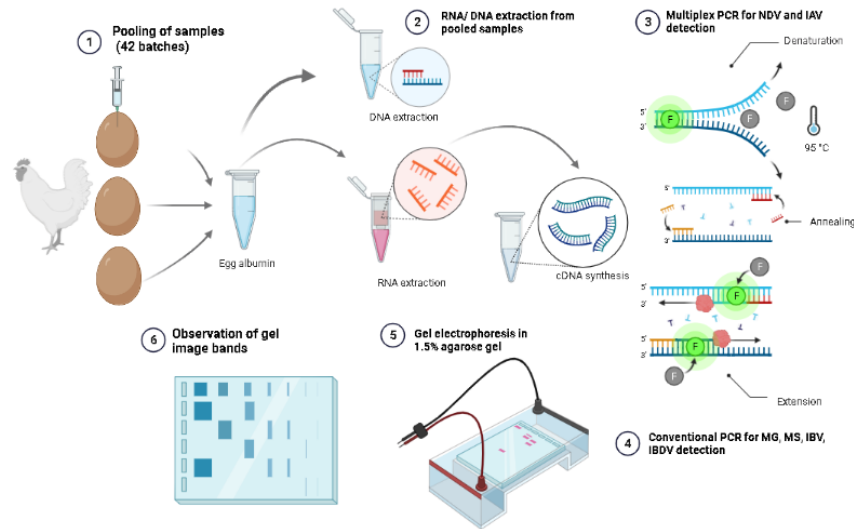 1 Pooling of samples
(42 batches)
Egg albumin
2 RNA/ DNA extraction from
pooled samples
DNA extraction
RNA extraction
cDNA synthesis
3 Multiplex PCR for NDV and IAV
detection
Denaturation
5'
3'
F
F
F
95 °C
5'
Annealing
3'
F
5'
F
3'
5'
F
3'
F
Extension
4 Conventional PCR for MG, MS, IBV,
IBDV detection
5 Gel electrophoresis in
1.5% agarose gel
6 Observation of gel
image bands